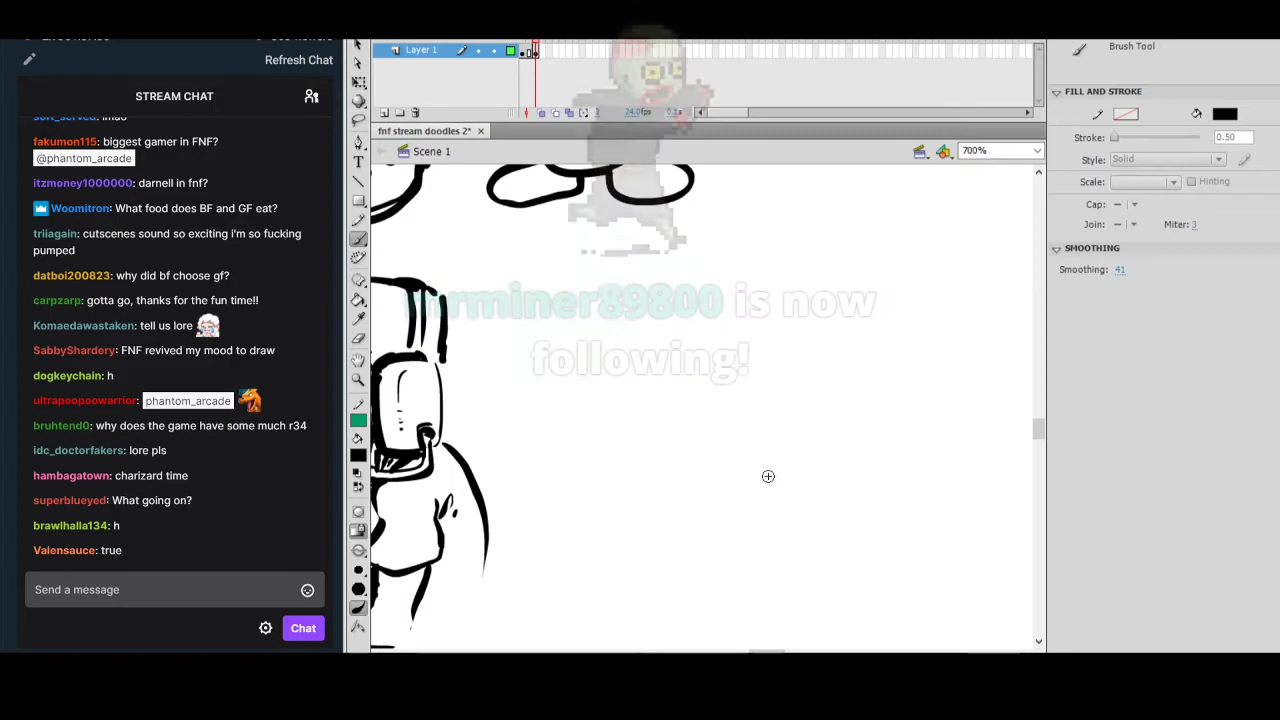 Refresh Chat
STREAM CHAT
fakumon115: biggest gamer in FNF?
@phantom_arcade
itzmoney1000000: darnell in fnf?
Woomitron: What food does BF and GF eat?
triiagain: cutscenes sound so exciting i'm so fucking
pumped
datboi200823: why did bf choose gf?
carpzarp: gotta go, thanks for the fun time!!
Komaedawastaken: tell us lore
SabbyShardery: FNF revived my mood to draw
dogkeychain: h
ultrapoopoowarrior: phantom_arcade
bruhtend0: why does the game have some much r34
idc_doctorfakers: lore pls
hambagatown: charizard time
superblueyed: What going on?
brawlhalla134: h
Valensauce: true
Send a message
Chat
Layer 1
24.0fps
0.1s
fnf stream doodles 2*
Scene 1
700%
mrminer89800 is now
following!
Brush Tool
FILL AND STROKE
Stroke: 0.50
Style: Solid
Scale: Hinting
Cap:
Join: Miter: 3
SMOOTHING
Smoothing: 41